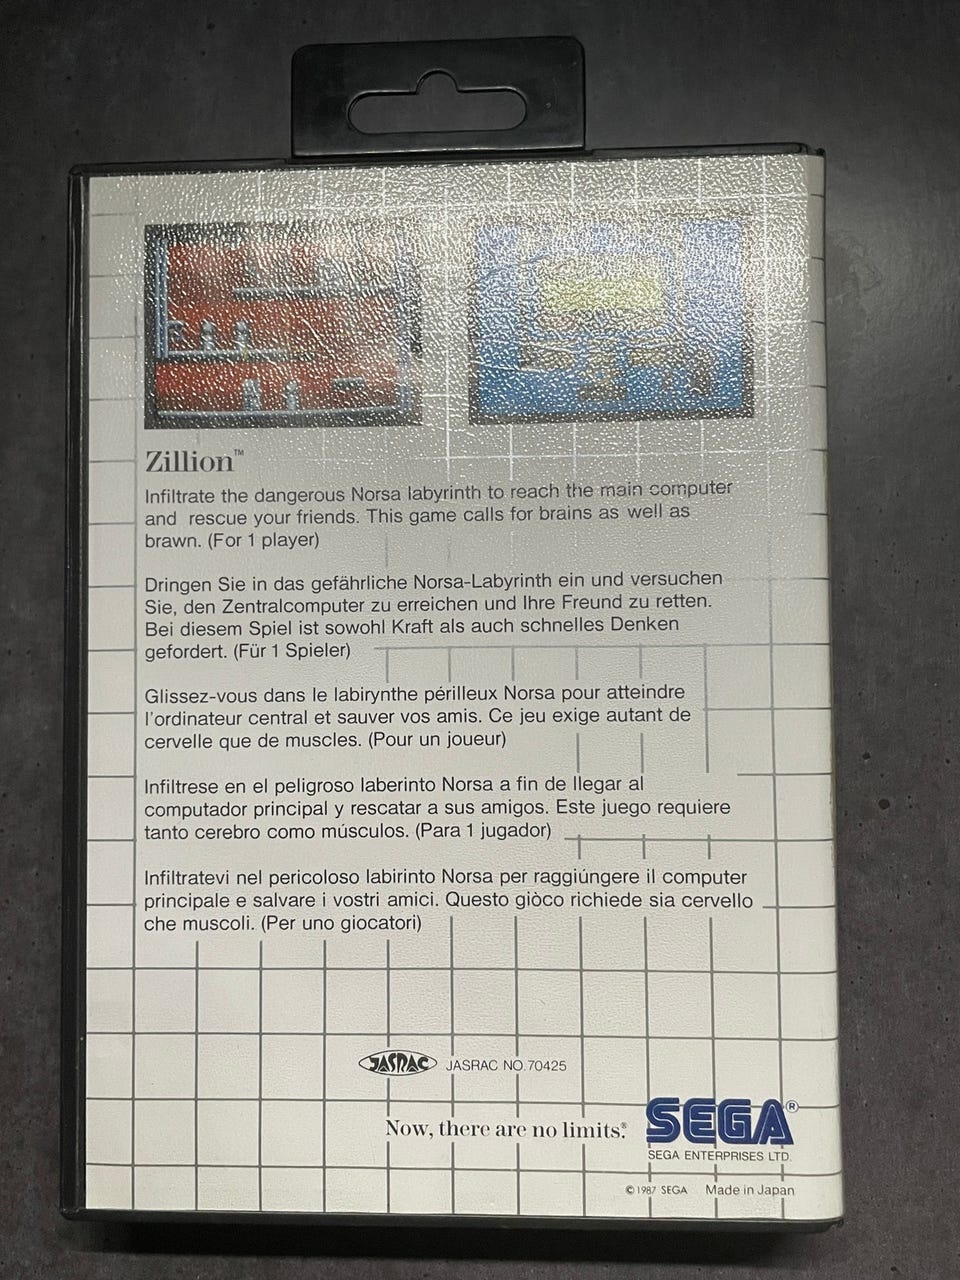 Zillion™
Infiltrate the dangerous Norsa labyrinth to reach the main computer
and rescue your friends. This game calls for brains as well as
brawn. (For 1 player)
Dringen Sie in das gefährliche Norsa-Labyrinth ein und versuchen
Sie, den Zentralcomputer zu erreichen und Ihre Freund zu retten.
Bei diesem Spiel ist sowohl Kraft als auch schnelles Denken
gefordert. (Für 1 Spieler)
Glissez-vous dans le labirynthe périlleux Norsa pour atteindre
l'ordinateur central et sauver vos amis. Ce jeu exige autant de
cervelle que de muscles. (Pour un joueur)
Infiltrese en el peligroso laberinto Norsa a fin de llegar al
computador principal y rescatar a sus amigos. Este juego requiere
tanto cerebro como músculos. (Para 1 jugador)
Infiltratevi nel pericoloso labirinto Norsa per raggiúngere il computer
principale e salvare i vostri amici. Questo giòco richiede sia cervello
che muscoli. (Per uno giocatori)
JASRAC JASRAC NO.70425
Now, there are no limits.® SEGA®
SEGA ENTERPRISES LTD.
©1987 SEGA Made in Japan